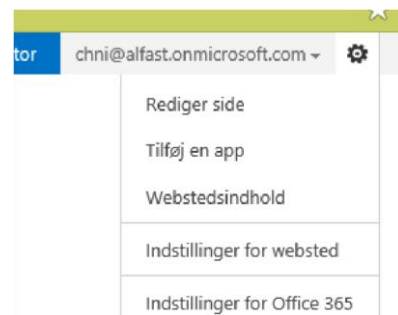 tor chni@alfast.onmicrosoft.com
Rediger side
Tilføj en app
Webstedsindhold
Indstillinger for websted
Indstillinger for Office 365